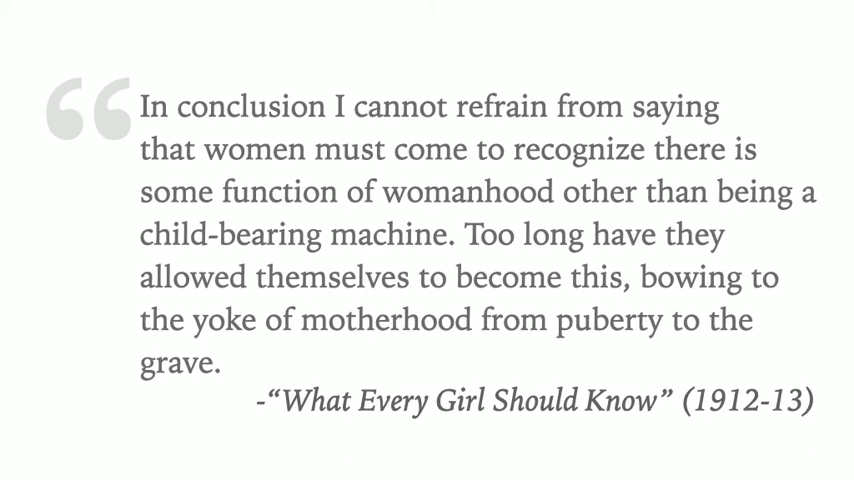 “
In conclusion I cannot refrain from saying
that women must come to recognize there is
some function of womanhood other than being a
child-bearing machine. Too long have they
allowed themselves to become this, bowing to
the yoke of motherhood from puberty to the
grave.
-“What Every Girl Should Know” (1912-13)